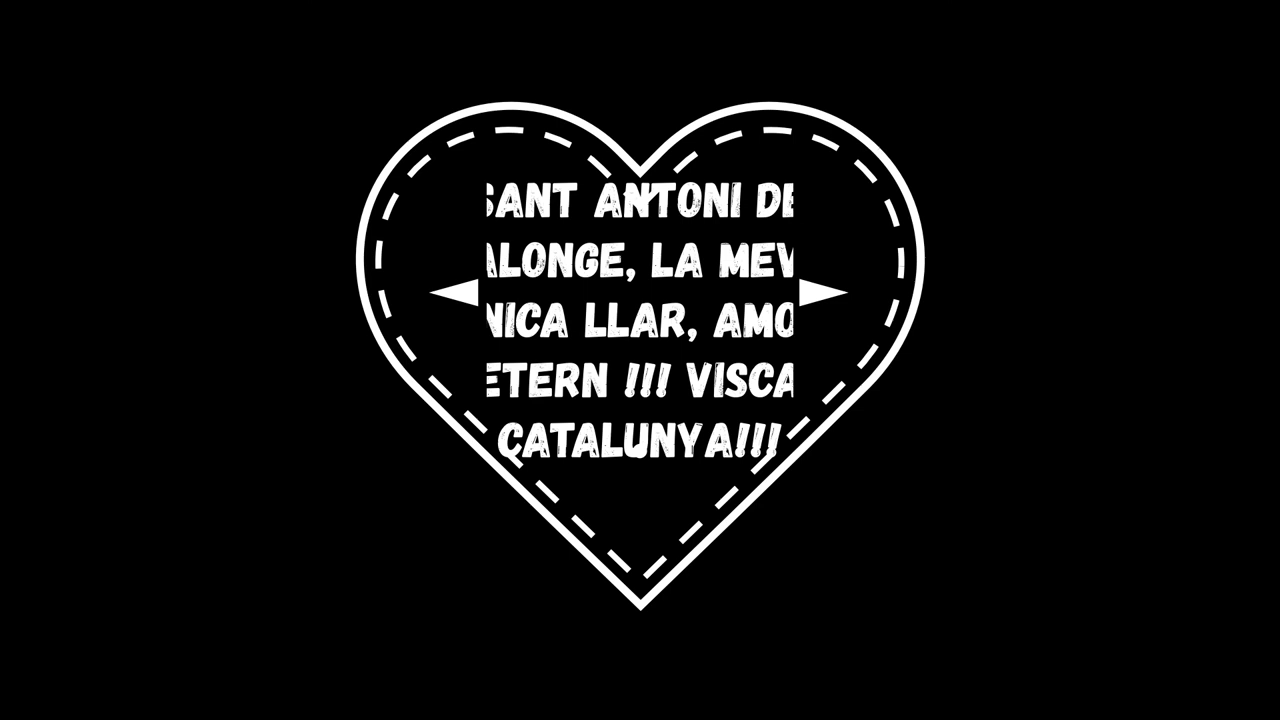 SANT ANTONI DE
ALONGE, LA MEV
NICA LLAR, AMO
ETERN !!! VISCA
CATALUNYA!!!